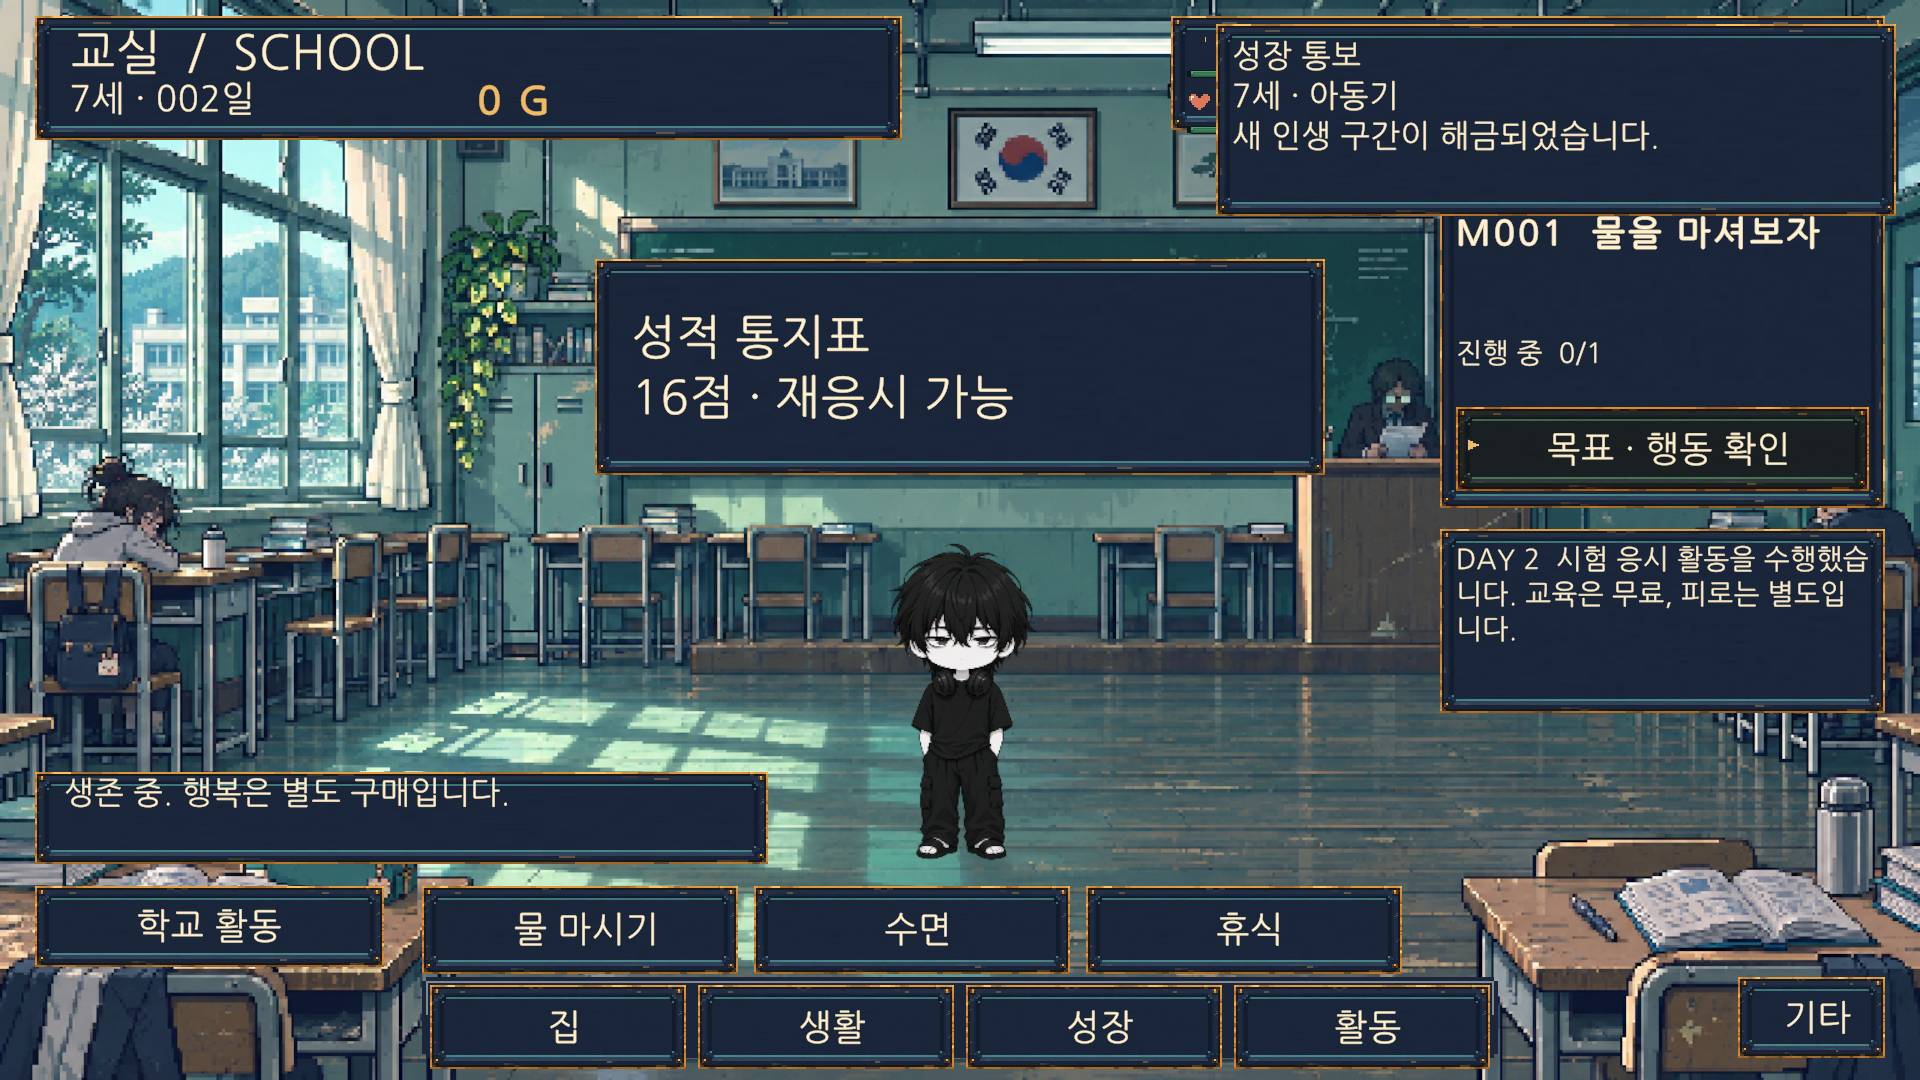 교실 / SCHOOL
7세 · 002일
0 G
성장 통보
7세 · 아동기
새 인생 구간이 해금되었습니다.
M001 물을 마셔보자
진행 중 0/1
목표 · 행동 확인
성적 통지표
16점 · 재응시 가능
DAY 2 시험 응시 활동을 수행했습
니다. 교육은 무료, 피로는 별도입
니다.
생존 중. 행복은 별도 구매입니다.
학교 활동
물 마시기
수면
휴식
집
생활
성장
활동
기타